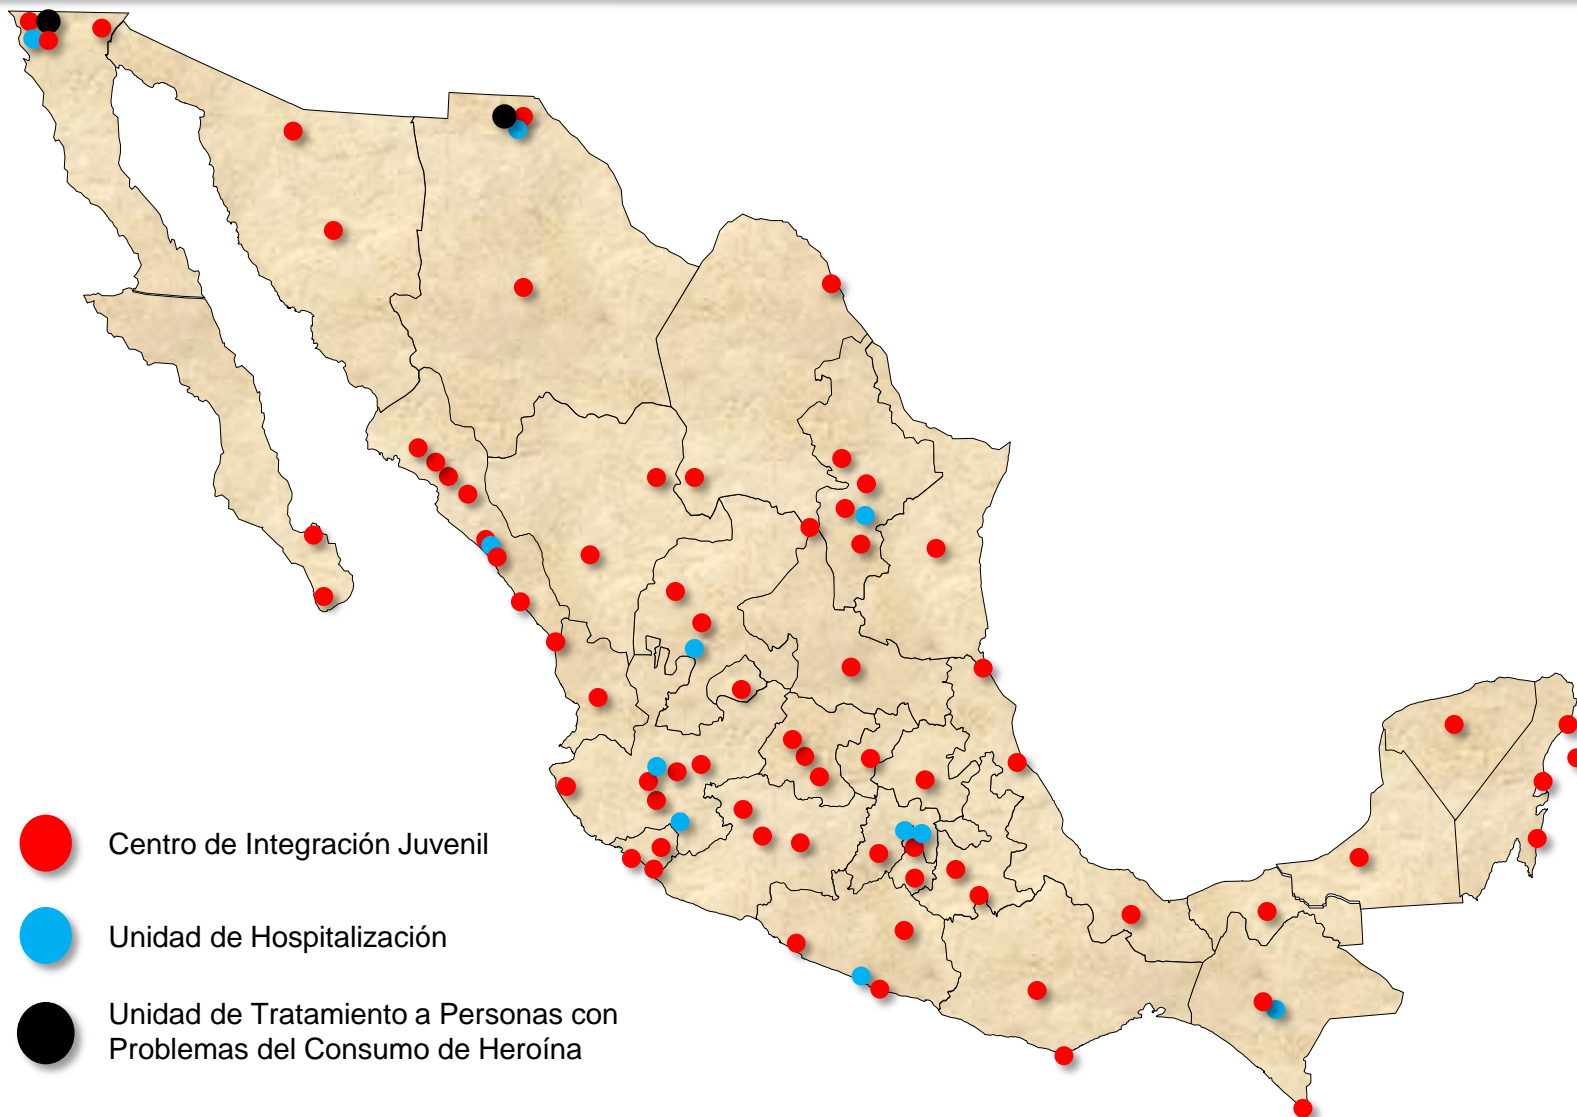 Centro de Integración Juvenil
Unidad de Hospitalización
Unidad de Tratamiento a Personas con
Problemas del Consumo de Heroína